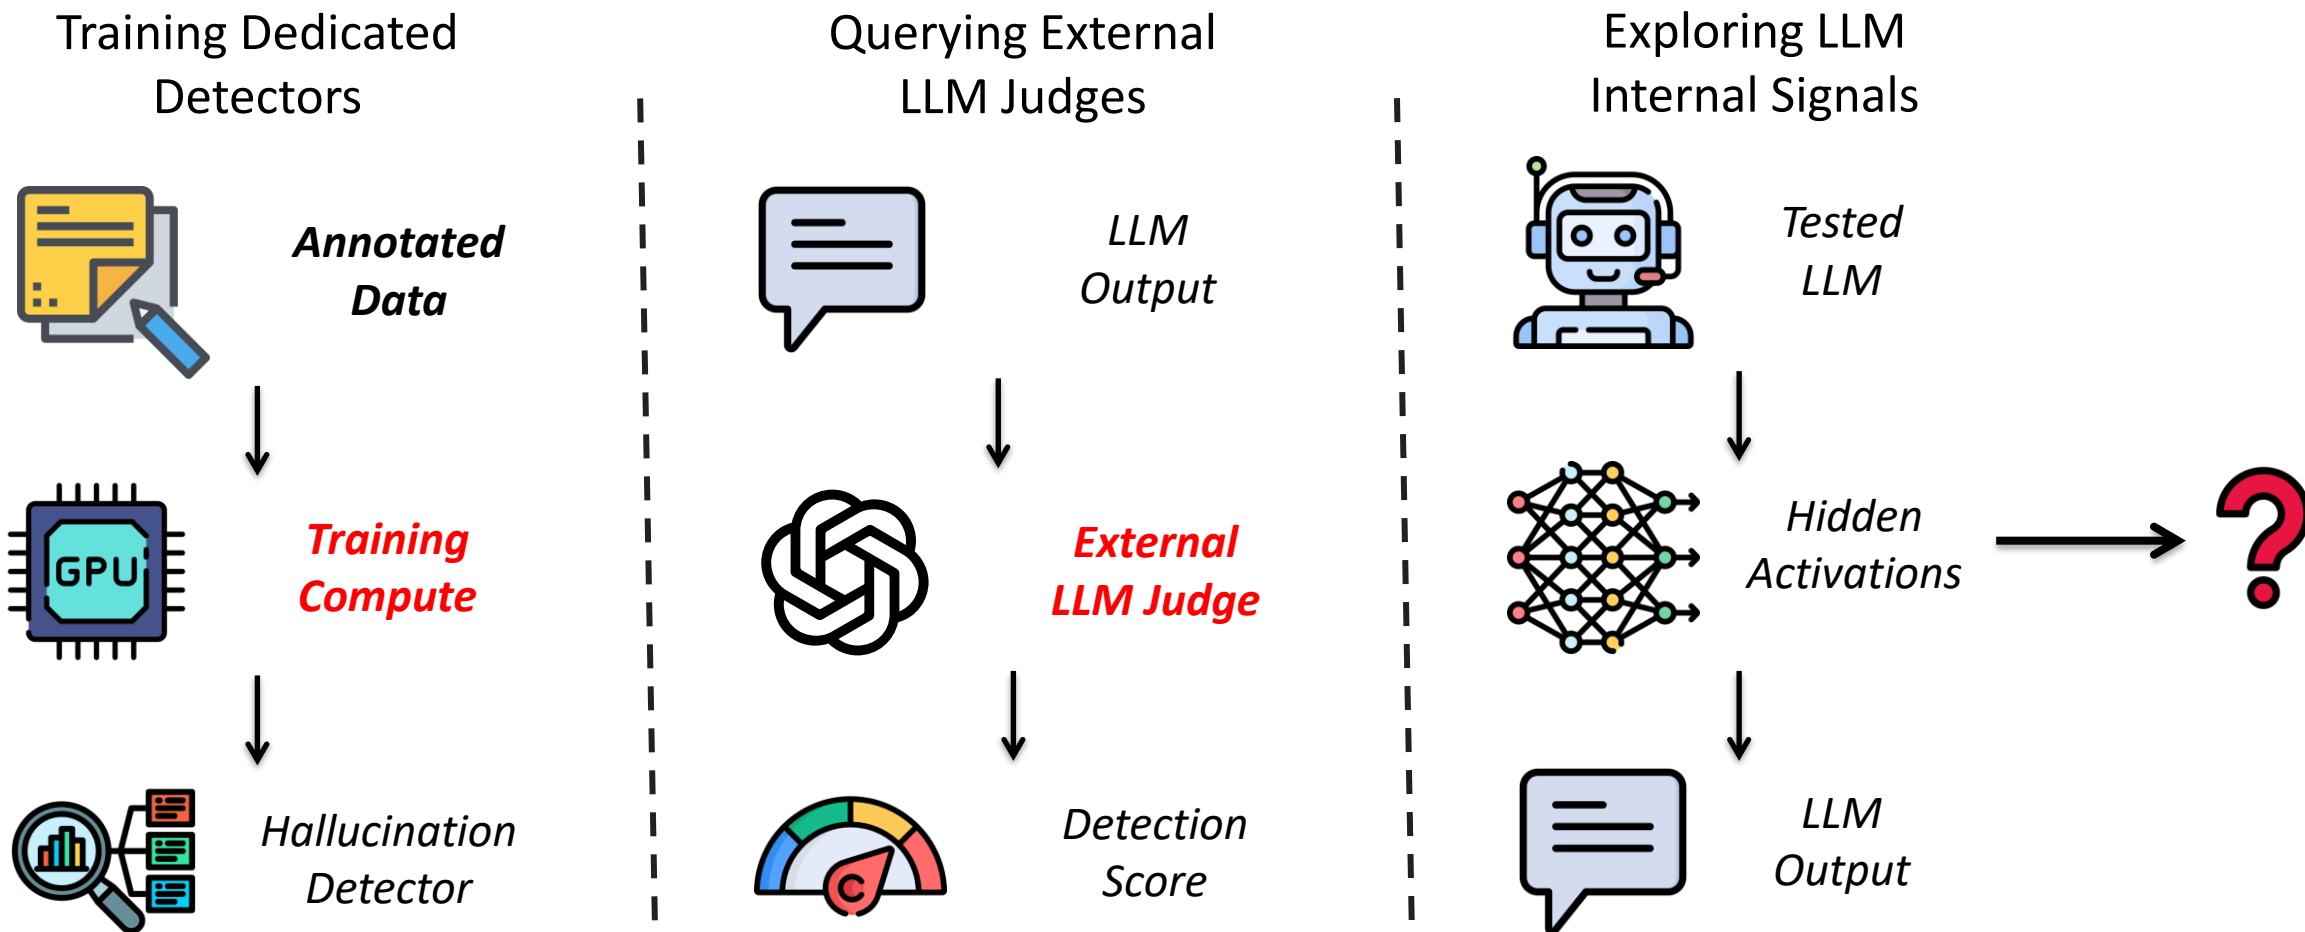 Training Dedicated
Detectors
Annotated
Data
GPU
Training
Compute
Hallucination
Detector
Querying External
LLM Judges
LLM
Output
External
LLM Judge
Detection
Score
Exploring LLM
Internal Signals
Tested
LLM
Hidden
Activations
?
LLM
Output